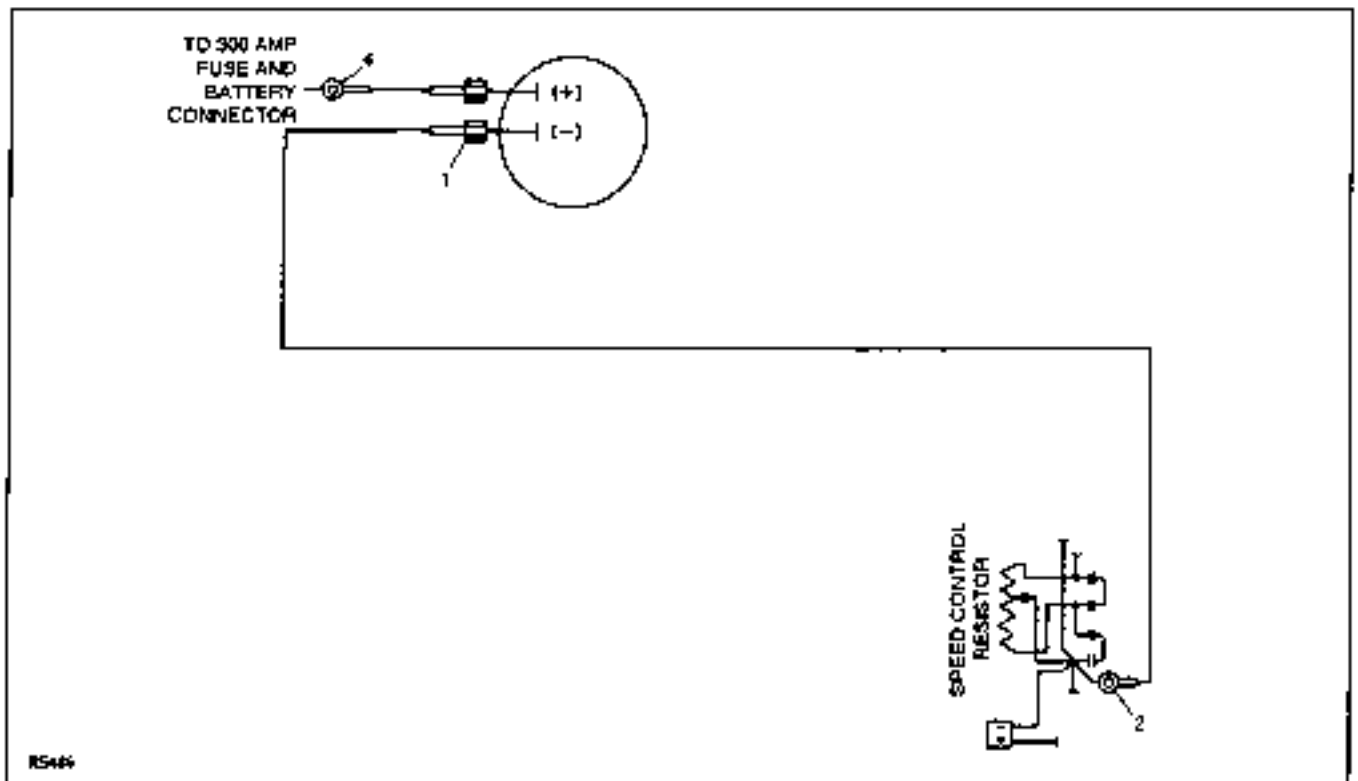 TO 300 AMP
FUSE AND
BATTERY
CONNECTOR
4
(+)
(-)
1
SPEED CONTROL
RESISTOR
2